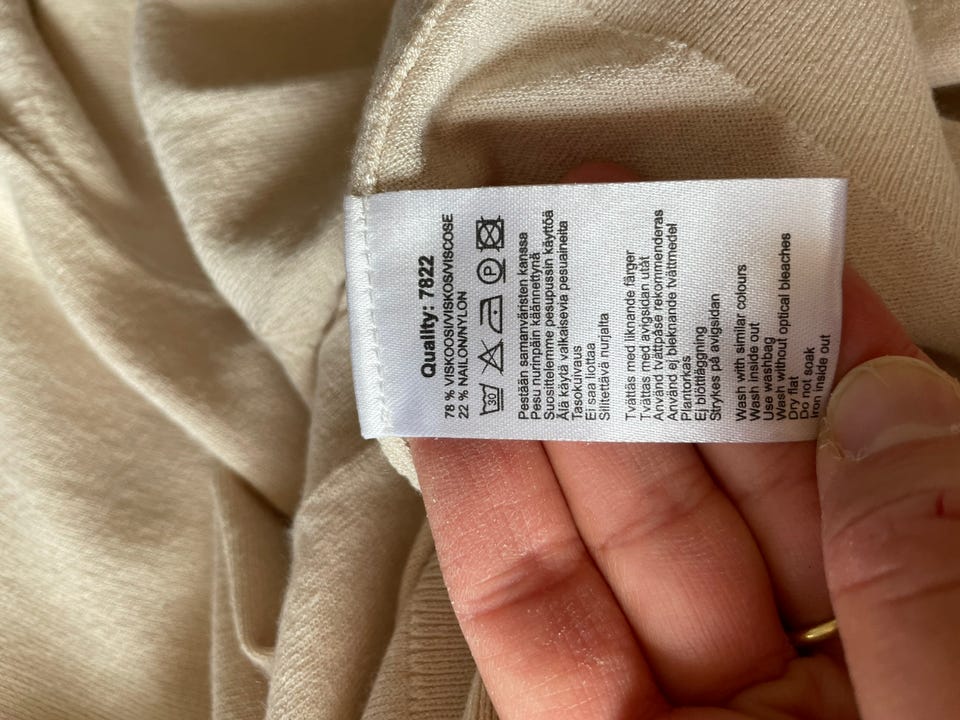 Quality: 7822
78 % VISKOOSI/VISKOS/VISCOSE
22 % NAILON/NYLON
30 P
Pestään samanväristen kanssa
Pesu nurinpäin käännettynä
Suosittelemme pesupussin käyttöä
Älä käytä valkaisevia pesuaineita
Tasokuivaus
Ei saa liottaa
Silitettävä nurjalta
Tvättas med liknande färger
Tvättas med avigsidan utåt
Använd tvättpåse rekommenderas
Använd ej bleknande tvättmedel
Plantorkas
Ej blötläggning
Strykes på avigsidan
Wash with similar colours
Wash inside out
Use washbag
Wash without optical bleaches
Dry flat
Do not soak
Iron inside out